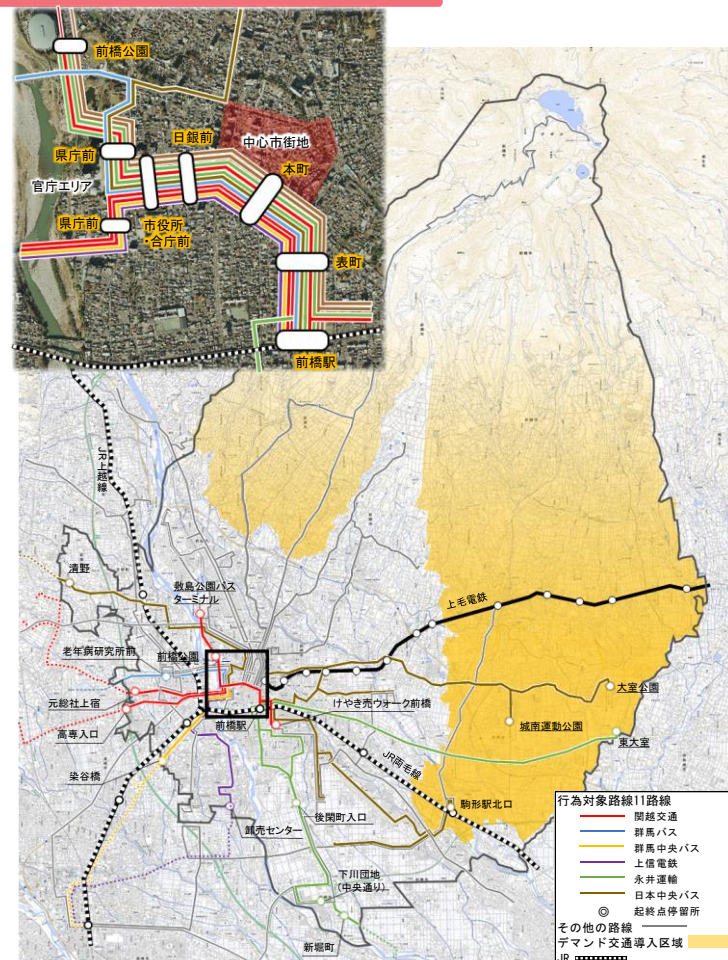 前橋公園
日銀前
中心市街地
県庁前
本町
官庁エリア
県庁前
市役所
・合庁前
表町
前橋駅
JR上越線
清野
敷島公園バス
ターミナル
上毛電鉄
老年病研究所前
前橋公園
元総社上宿
けやき売ウォーク前橋
大室公園
前橋駅
城南運動公園
高専入口
東大室
JR両毛線
染谷橋
駒形駅北口
後閑町入口
卸売センター
下川団地
(中央通り)
新堀町
行為対象路線11路線
関越交通
群馬バス
群馬中央バス
上信電鉄
永井運輸
日本中央バス
起終点停留所
その他の路線
デマンド交通導入区域
JR